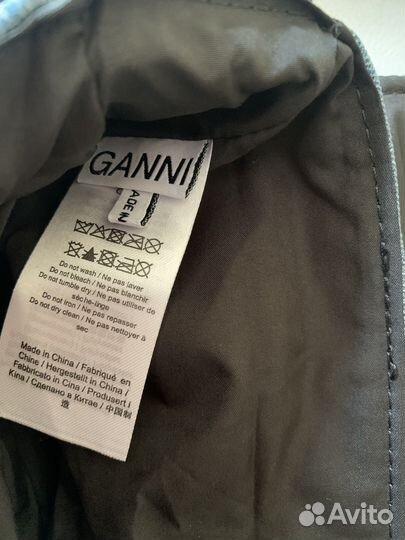 GANNI
MADE IN
Do not wash / Ne pas laver
Do not bleach / Ne pas blanchir
Do not tumble dry / Ne pas utiliser de
sèche-linge
Do not iron / Ne pas repasser
Do not dry clean / Ne pas nettoyer à
sec
Made in China / Fabriqué en
Chine / Hergestellt in China /
Fabricado en Cina / Produsert i
Kina / Сделано в Китае / 中国制
造
Avito